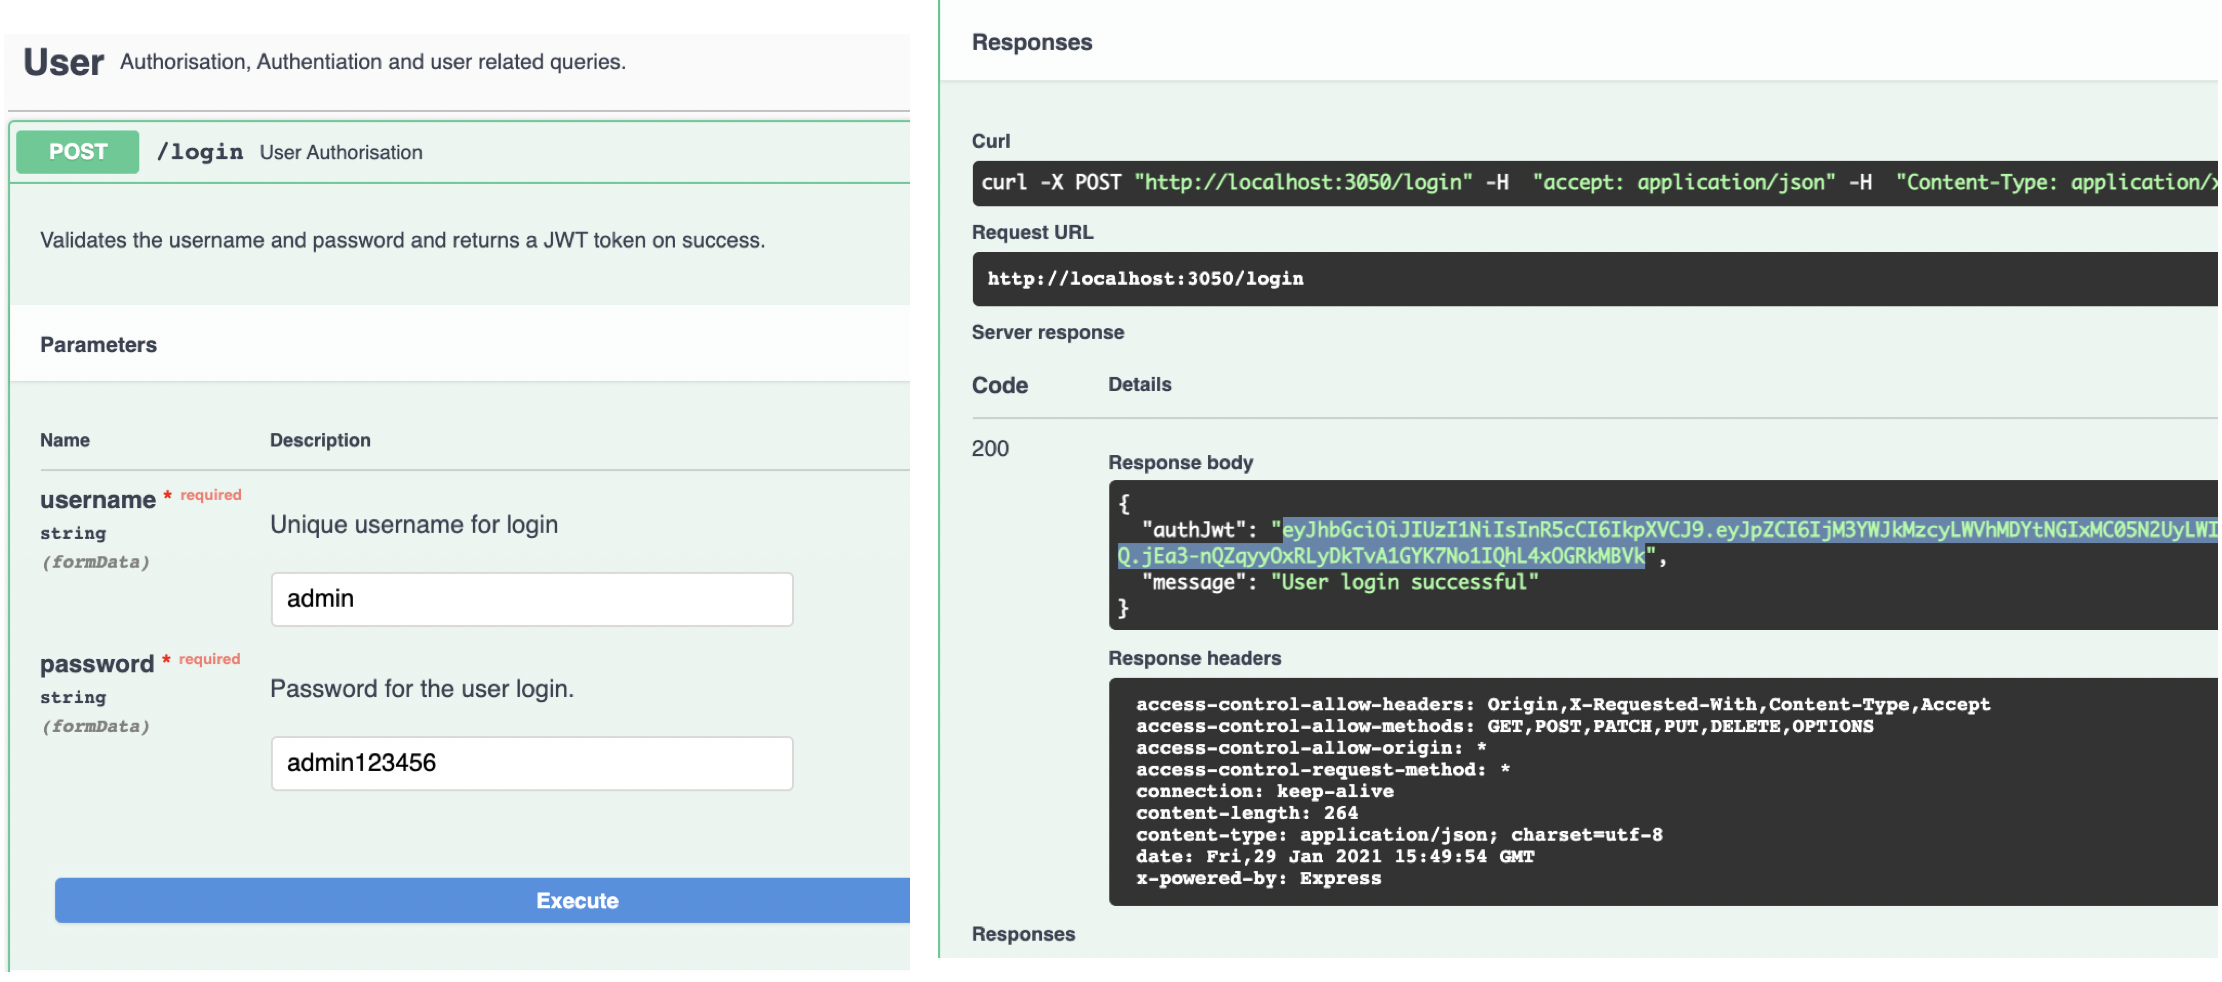 User Authorisation, Authentiation and user related queries.
POST /login User Authorisation
Validates the username and password and returns a JWT token on success.
Parameters
Name Description
username * required
string
(formData)
Unique username for login
admin
password * required
string
(formData)
Password for the user login.
admin123456
Execute
Responses
Curl
curl -X POST "http://localhost:3050/login" -H "accept: application/json" -H "Content-Type: application/x
Request URL
http://localhost:3050/login
Server response
Code Details
200
Response body
{
"authJwt": "eyJhbGciOiJIUzI1NiIsInR5cCI6IkpXVCJ9.eyJpZCI6IjM3YWJkMzcyLWVhMDYtNGIxMC05N2UyLWI
Q.jEa3-nQZqyyOxRLyDkTvA1GYK7No1IQhL4xOGRkMBVk",
"message": "User login successful"
}
Response headers
access-control-allow-headers: Origin,X-Requested-With,Content-Type,Accept
access-control-allow-methods: GET,POST,PATCH,PUT,DELETE,OPTIONS
access-control-allow-origin: *
access-control-request-method: *
connection: keep-alive
content-length: 264
content-type: application/json; charset=utf-8
date: Fri,29 Jan 2021 15:49:54 GMT
x-powered-by: Express
Responses